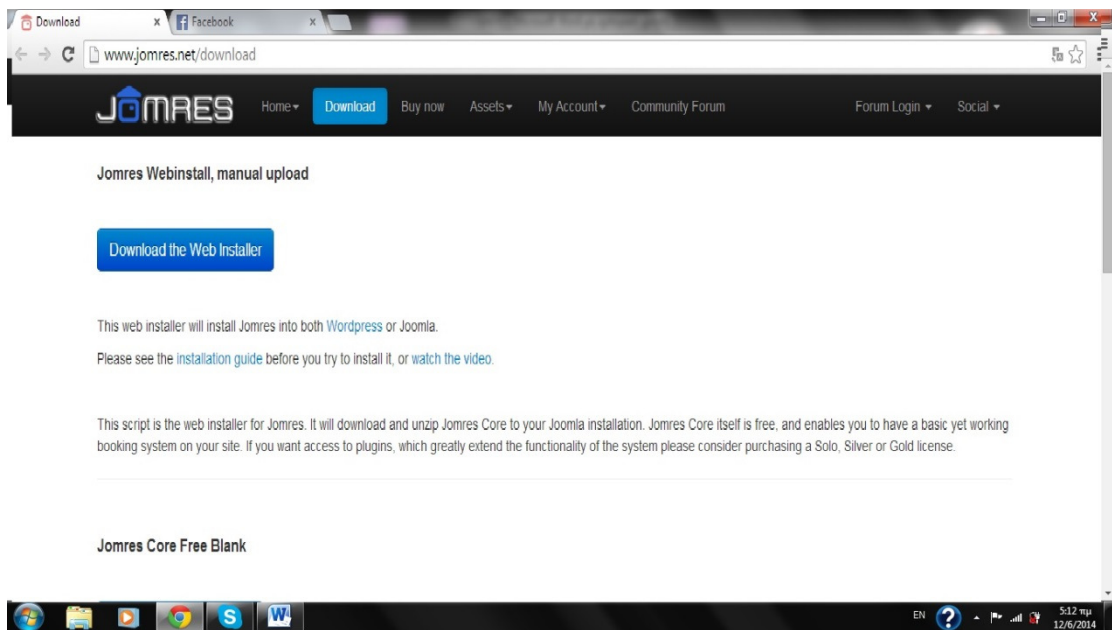 Download
Facebook
www.jomres.net/download
JOMRES Home Download Buy now Assets My Account Community Forum Forum Login Social
Jomres Webinstall, manual upload
Download the Web Installer
This web installer will install Jomres into both Wordpress or Joomla.
Please see the installation guide before you try to install it, or watch the video.
This script is the web installer for Jomres. It will download and unzip Jomres Core to your Joomla installation. Jomres Core itself is free, and enables you to have a basic yet working
booking system on your site. If you want access to plugins, which greatly extend the functionality of the system please consider purchasing a Solo, Silver or Gold license.
Jomres Core Free Blank
EN
5:12 πμ
12/6/2014